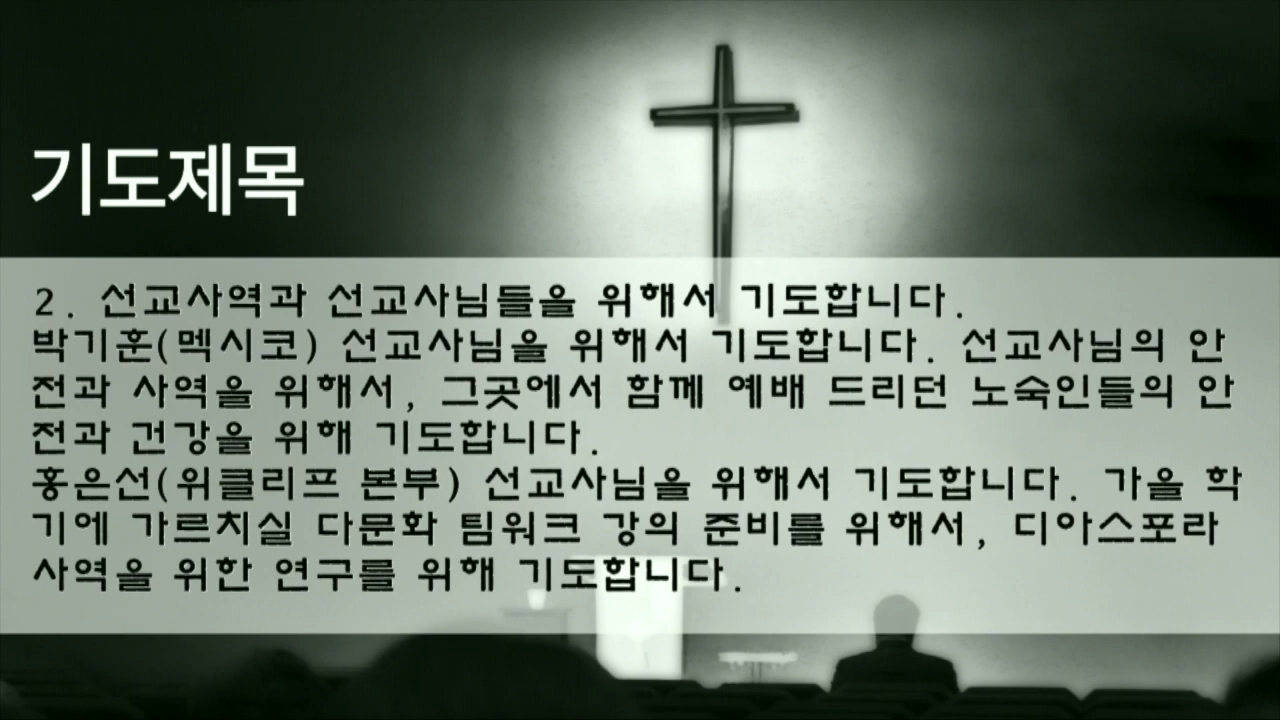 기도제목
2. 선교사역과 선교사님들을 위해서 기도합니다.
박기훈(멕시코) 선교사님을 위해서 기도합니다. 선교사님의 안
전과 사역을 위해서, 그곳에서 함께 예배 드리던 노숙인들의 안
전과 건강을 위해 기도합니다.
홍은선(위클리프 본부) 선교사님을 위해서 기도합니다. 가을 학
기에 가르치실 다문화 팀워크 강의 준비를 위해서, 디아스포라
사역을 위한 연구를 위해 기도합니다.